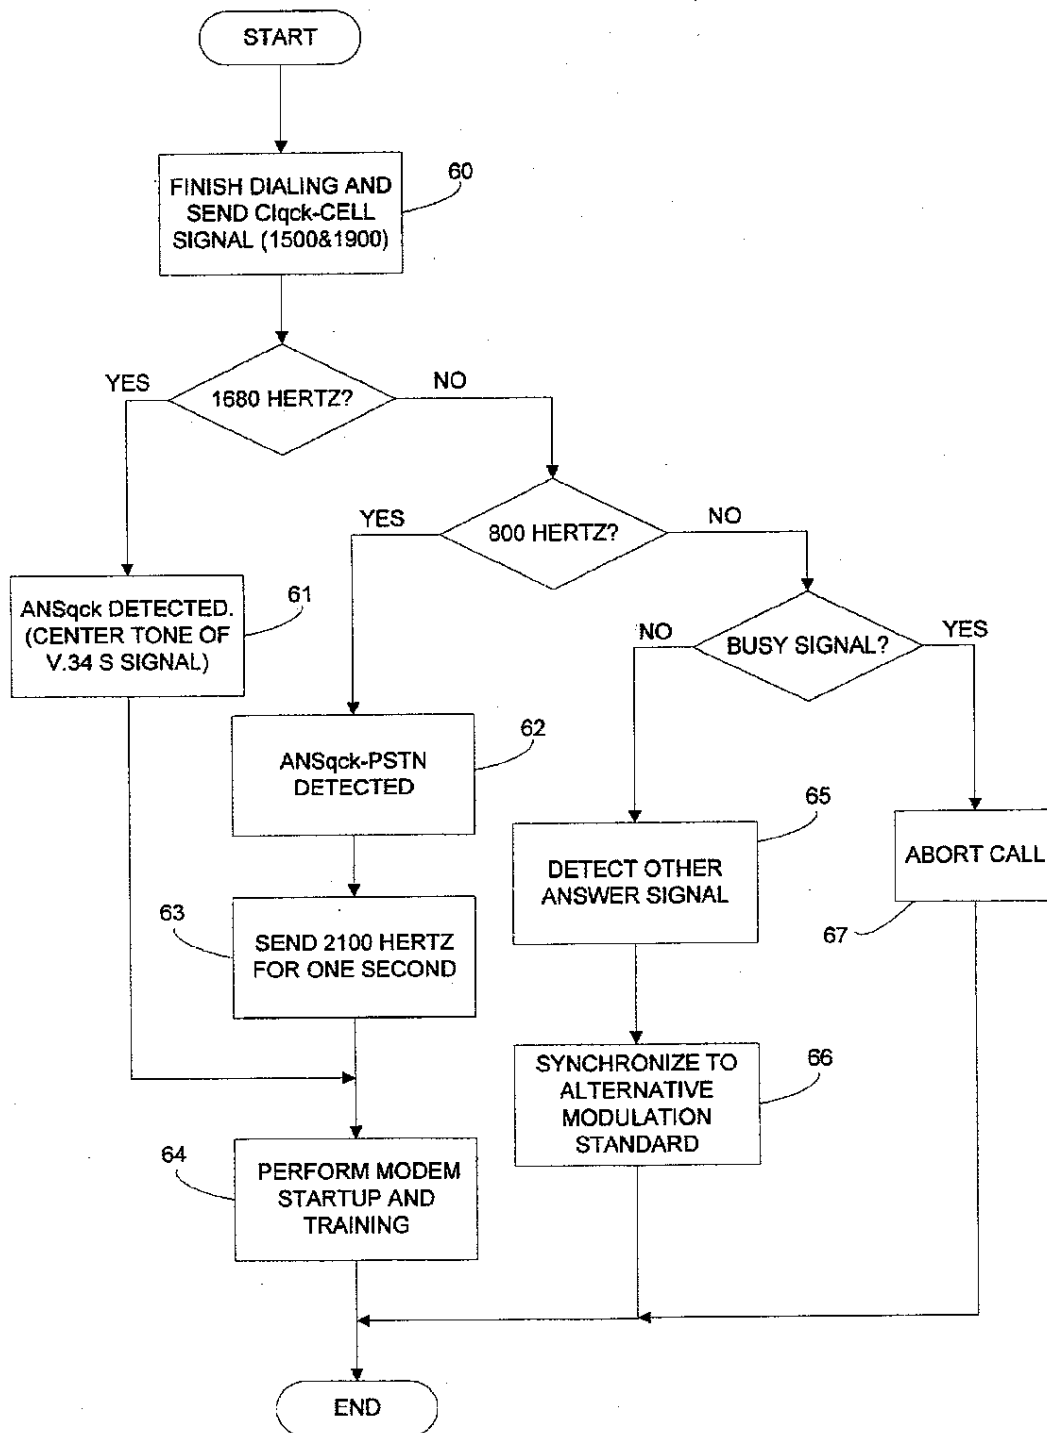 START
FINISH DIALING AND
SEND CIqck-CELL
SIGNAL (1500&1900)
60
1680 HERTZ?
YES
NO
800 HERTZ?
YES
NO
ANSqck DETECTED.
(CENTER TONE OF
V.34 S SIGNAL)
61
BUSY SIGNAL?
NO
YES
ANSqck-PSTN
DETECTED
62
DETECT OTHER
ANSWER SIGNAL
65
ABORT CALL
67
SEND 2100 HERTZ
FOR ONE SECOND
63
SYNCHRONIZE TO
ALTERNATIVE
MODULATION
STANDARD
66
PERFORM MODEM
STARTUP AND
TRAINING
64
END